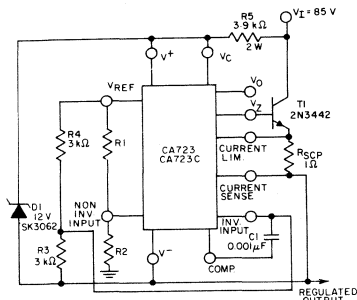 R5
3.9 kΩ
2 W
VI = 85 V
V+
VC
VREF
VO
VZ
T1
2N3442
R4
3kΩ
R1
CA723
CA723C
CURRENT
LIM.
RSCP
1Ω
CURRENT
SENSE
D1
12 V
SK3062
NON
INV.
INPUT
INV.
INPUT
C1
0.001µF
R3
3 kΩ
R2
V−
COMP.
REGULATED
OUTPUT